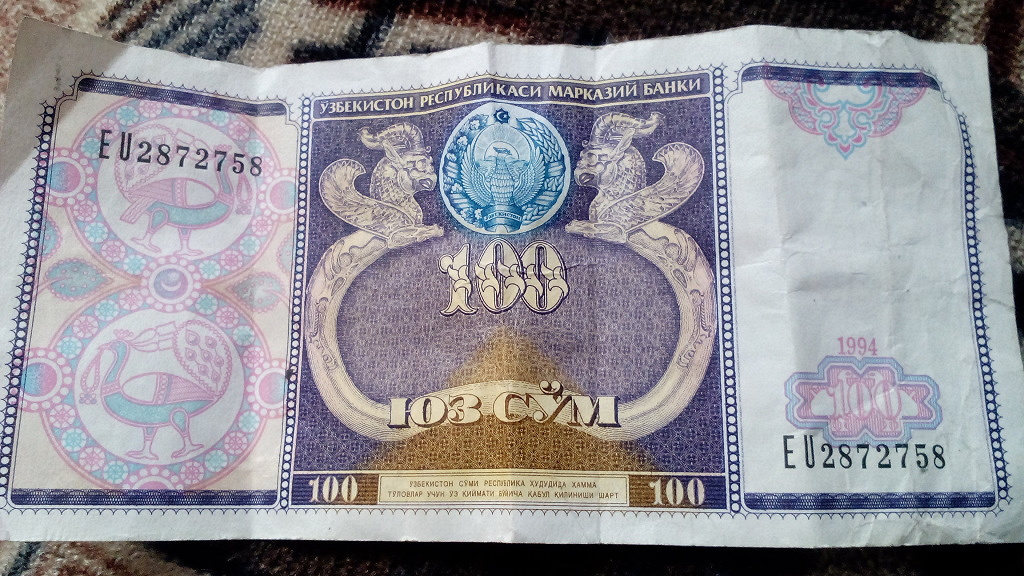 ЎЗБЕКИСТОН РЕСПУБЛИКАСИ МАРКАЗИЙ БАНКИ
EU2872758
100
ЮЗ СЎМ
1994
100
EU2872758
100
ЎЗБЕКИСТОН СЎМИ РЕСПУБЛИКА ҲУДУДИДА ҲАММА
ТЎЛОВЛАР УЧУН ЎЗ ҚИЙМАТИ БЎЙИЧА ҚАБУЛ ҚИЛИНИШИ ШАРТ
100